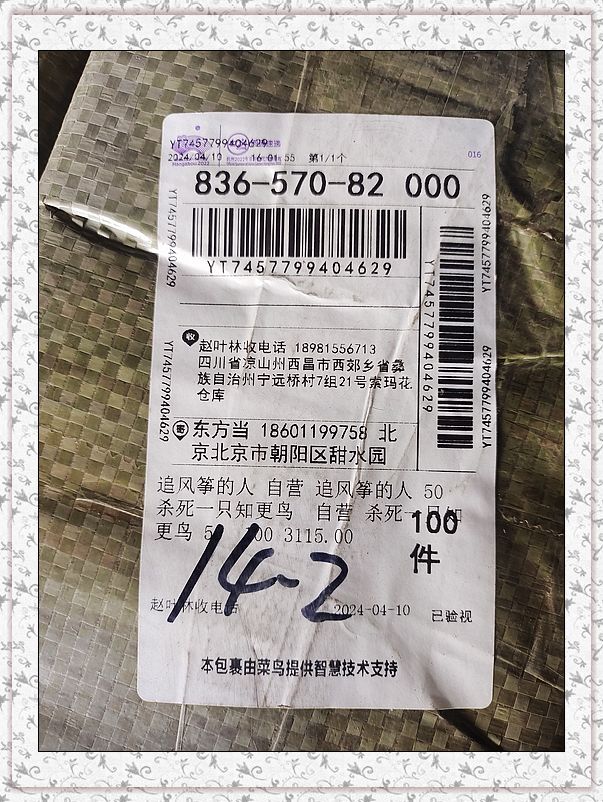 YT7457799404629
2024/04/10 16:01:55 第1/1个
Hangzhou 2022
016
836-570-82 000
YT7457799404629
YT7457799404629
YT7457799404629
YT7457799404629
YT7457799404629
YT7457799404629
收 赵叶林收电话 18981556713
四川省凉山州西昌市西郊乡省彝
族自治州宁远桥村7组21号索玛花
仓库
寄 东方当 18601199758 北
京北京市朝阳区甜水园
追风筝的人 自营 追风筝的人 50
杀死一只知更鸟 自营 杀死一只知
更鸟 5 00 3115.00
100
件
14-2
赵叶林收电话 2024-04-10 已验视
本包裹由菜鸟提供智慧技术支持